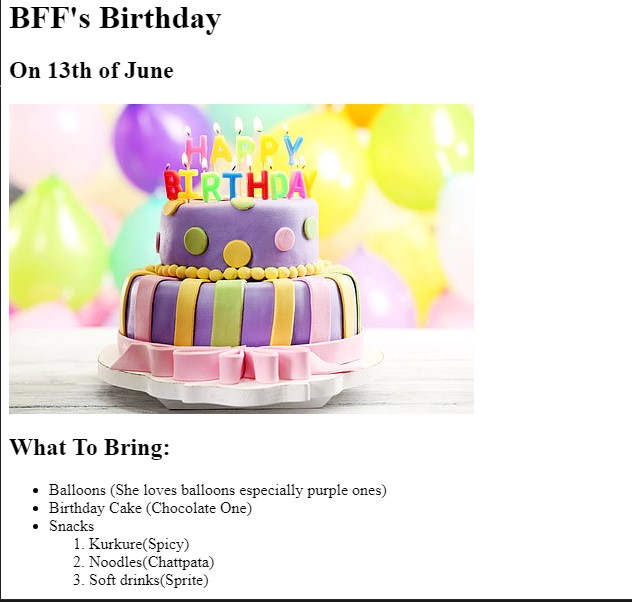 BFF's Birthday
On 13th of June
HAPPY
BIRTHDAY
What To Bring:
• Balloons (She loves balloons especially purple ones)
• Birthday Cake (Chocolate One)
• Snacks
1. Kurkure(Spicy)
2. Noodles(Chattpata)
3. Soft drinks(Sprite)